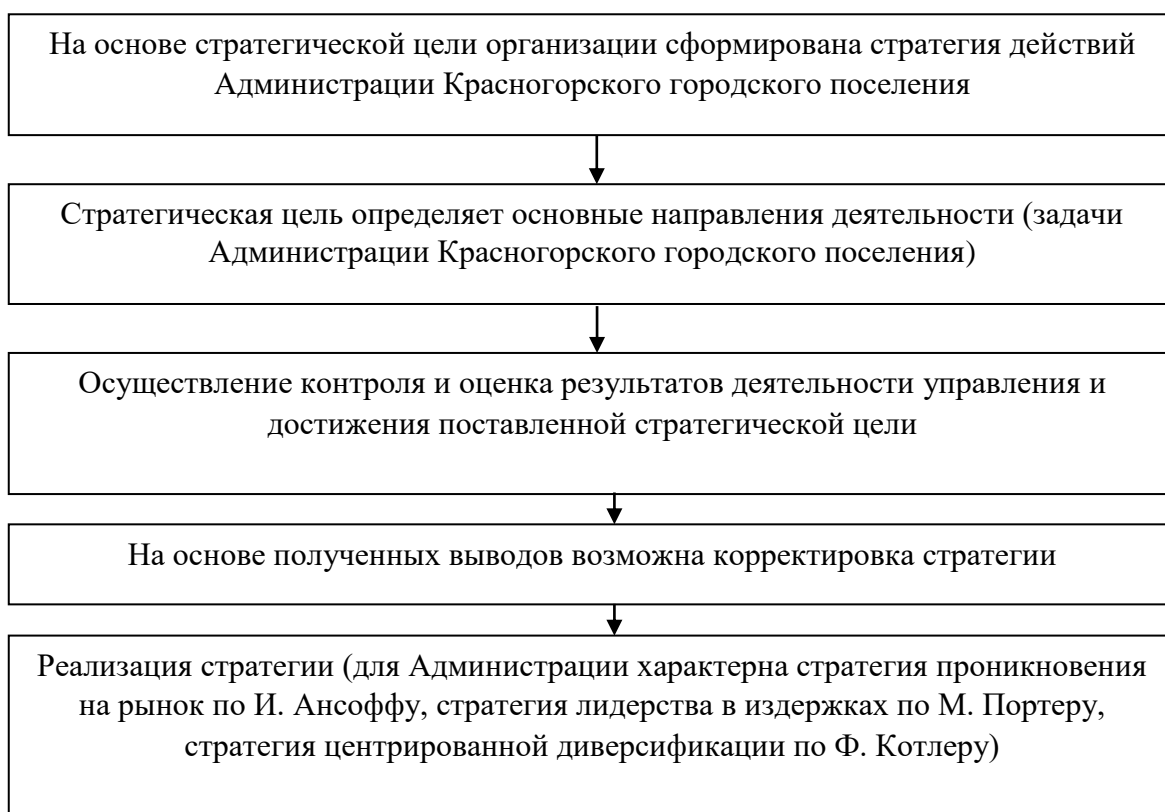 На основе стратегической цели организации сформирована стратегия действий
Администрации Красногорского городского поселения
Стратегическая цель определяет основные направления деятельности (задачи
Администрации Красногорского городского поселения)
Осуществление контроля и оценка результатов деятельности управления и
достижения поставленной стратегической цели
На основе полученных выводов возможна корректировка стратегии
Реализация стратегии (для Администрации характерна стратегия проникновения
на рынок по И. Ансоффу, стратегия лидерства в издержках по М. Портеру,
стратегия центрированной диверсификации по Ф. Котлеру)